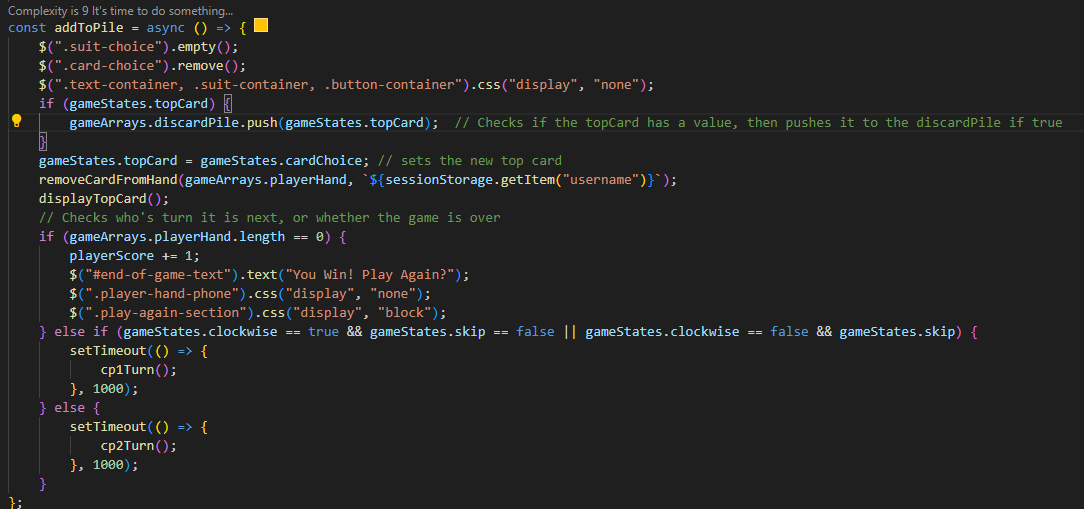 Complexity is 9 It's time to do something...
const addToPile = async () => {
$(".suit-choice").empty();
$(".card-choice").remove();
$(".text-container, .suit-container, .button-container").css("display", "none");
if (gameStates.topCard) {
gameArrays.discardPile.push(gameStates.topCard);  // Checks if the topCard has a value, then pushes it to the discardPile if true
}
gameStates.topCard = gameStates.cardChoice; // sets the new top card
removeCardFromHand(gameArrays.playerHand, `${sessionStorage.getItem("username")}`);
displayTopCard();
// Checks who's turn it is next, or whether the game is over
if (gameArrays.playerHand.length == 0) {
playerScore += 1;
$("#end-of-game-text").text("You Win! Play Again?");
$(".player-hand-phone").css("display", "none");
$(".play-again-section").css("display", "block");
} else if (gameStates.clockwise == true && gameStates.skip == false || gameStates.clockwise == false && gameStates.skip) {
setTimeout(() => {
cp1Turn();
}, 1000);
} else {
setTimeout(() => {
cp2Turn();
}, 1000);
}
};